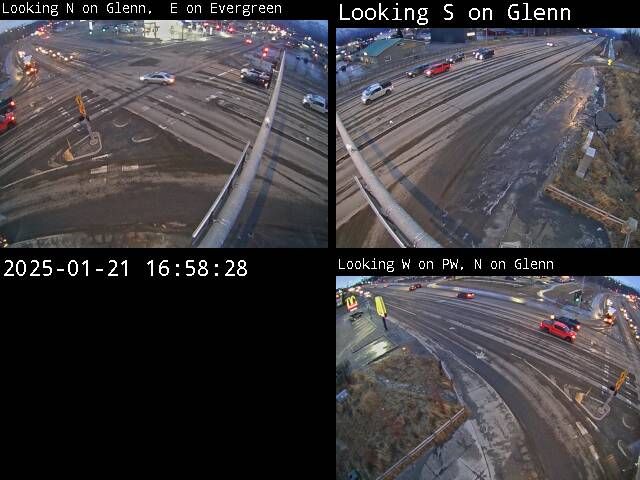 Looking N on Glenn, E on Evergreen
Looking S on Glenn
2025-01-21 16:58:28
Looking W on PW, N on Glenn